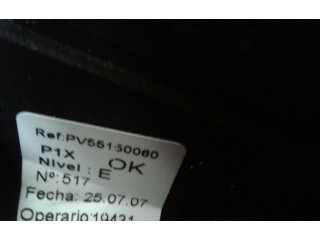 Ref:PV55150060
P1X OK
Nivel : E
Nº:517
Fecha: 25.07.07
Operario:19431